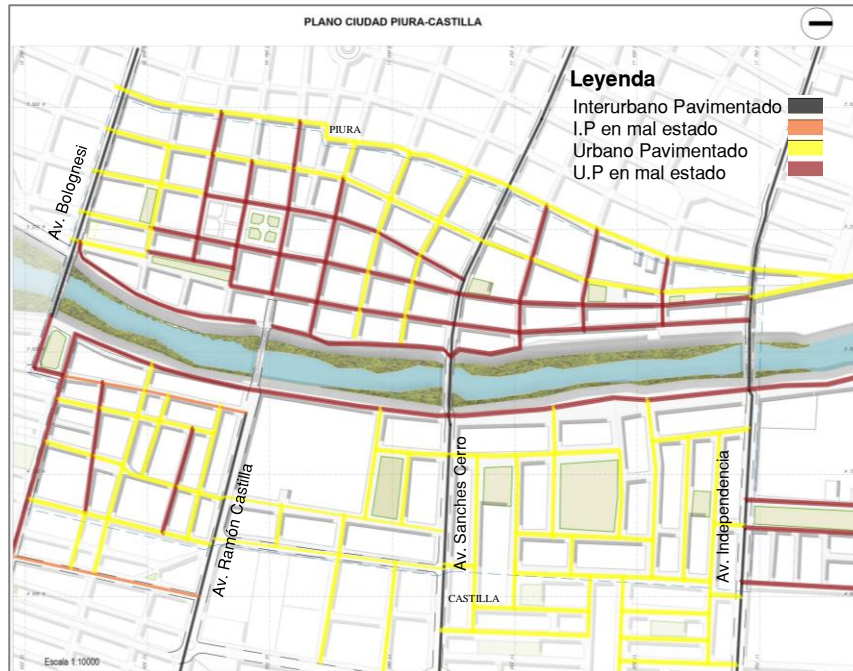 PLANO CIUDAD PIURA-CASTILLA
Leyenda
Interurbano Pavimentado
I.P en mal estado
Urbano Pavimentado
U.P en mal estado
PIURA
Av. Bolognesi
Av. Ramón Castilla
Av. Sanches Cerro
Av. Independencia
CASTILLA
Escala 1:10000